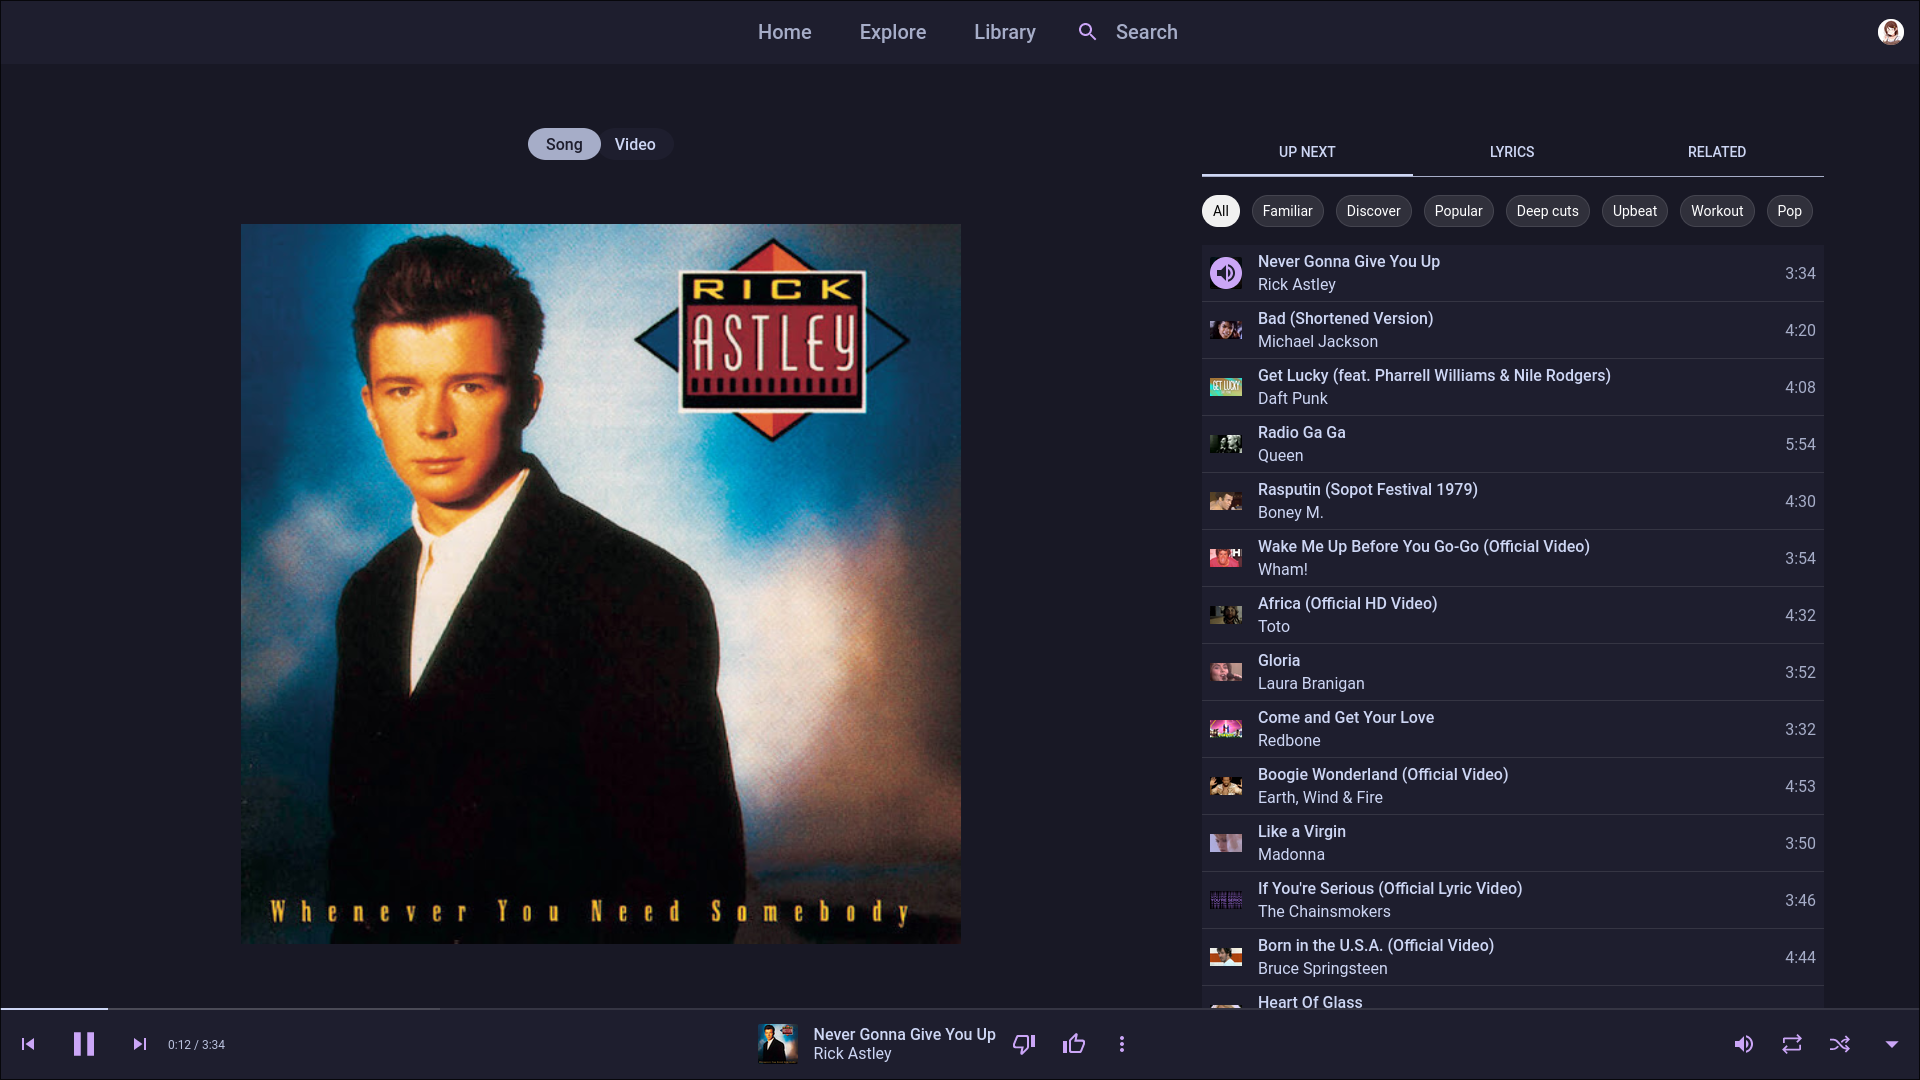 Home
Explore
Library
Search
Song
Video
RICK
ASTLEY
Whenever You Need Somebody
UP NEXT
LYRICS
RELATED
All
Familiar
Discover
Popular
Deep cuts
Upbeat
Workout
Pop
Never Gonna Give You Up
Rick Astley
3:34
Bad (Shortened Version)
Michael Jackson
4:20
GET LUCKY
Get Lucky (feat. Pharrell Williams & Nile Rodgers)
Daft Punk
4:08
Radio Ga Ga
Queen
5:54
Rasputin (Sopot Festival 1979)
Boney M.
4:30
Wake Me Up Before You Go-Go (Official Video)
Wham!
3:54
Africa (Official HD Video)
Toto
4:32
Gloria
Laura Branigan
3:52
Come and Get Your Love
Redbone
3:32
Boogie Wonderland (Official Video)
Earth, Wind & Fire
4:53
Like a Virgin
Madonna
3:50
If You're Serious (Official Lyric Video)
The Chainsmokers
3:46
Born in the U.S.A. (Official Video)
Bruce Springsteen
4:44
Heart Of Glass
0:12 / 3:34
Never Gonna Give You Up
Rick Astley